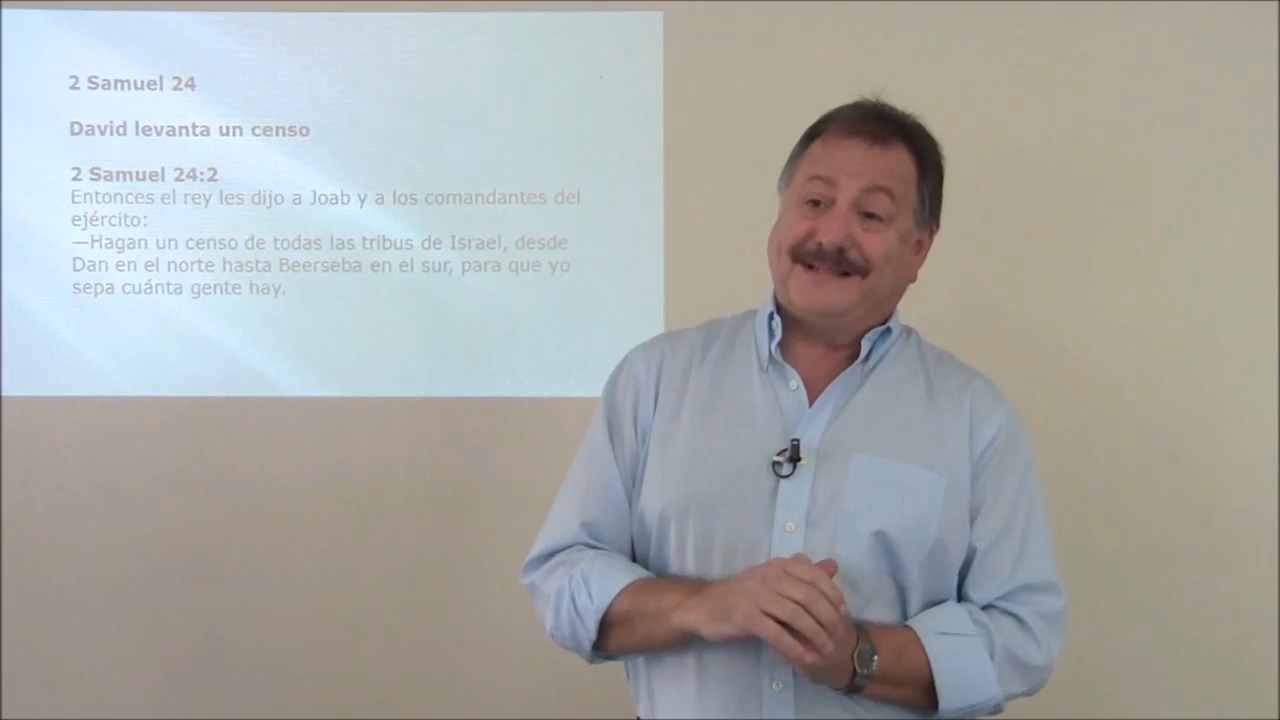 2 Samuel 24
David levanta un censo
2 Samuel 24:2
Entonces el rey les dijo a Joab y a los comandantes del
ejército:
—Hagan un censo de todas las tribus de Israel, desde
Dan en el norte hasta Beerseba en el sur, para que yo
sepa cuánta gente hay.